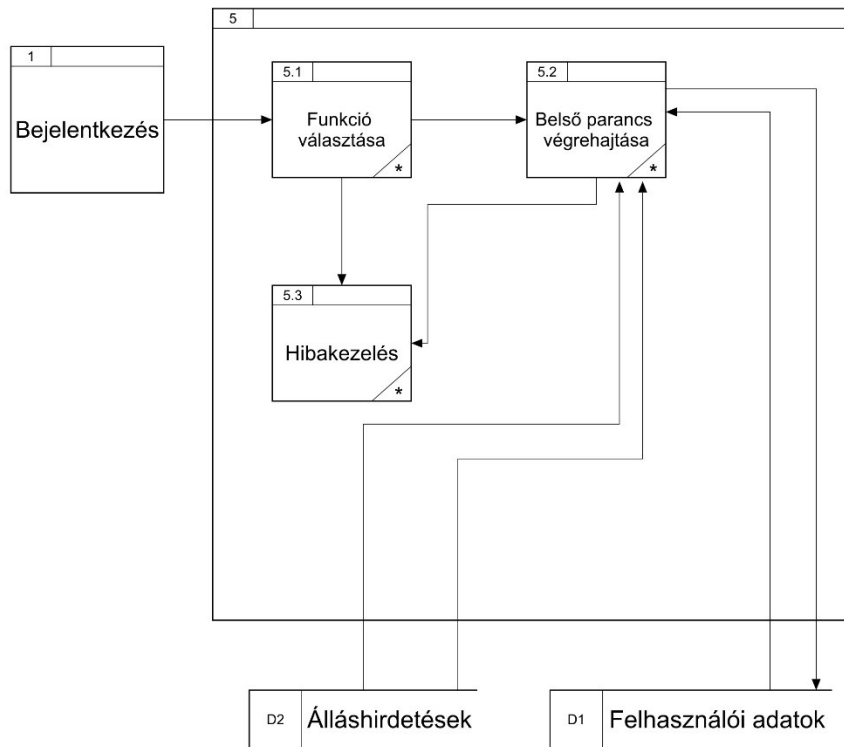 5
1
Bejelentkezés
5.1
Funkció
választása
*
5.2
Belső parancs
végrehajtása
*
5.3
Hibakezelés
*
D2 Álláshirdetések
D1 Felhasználói adatok